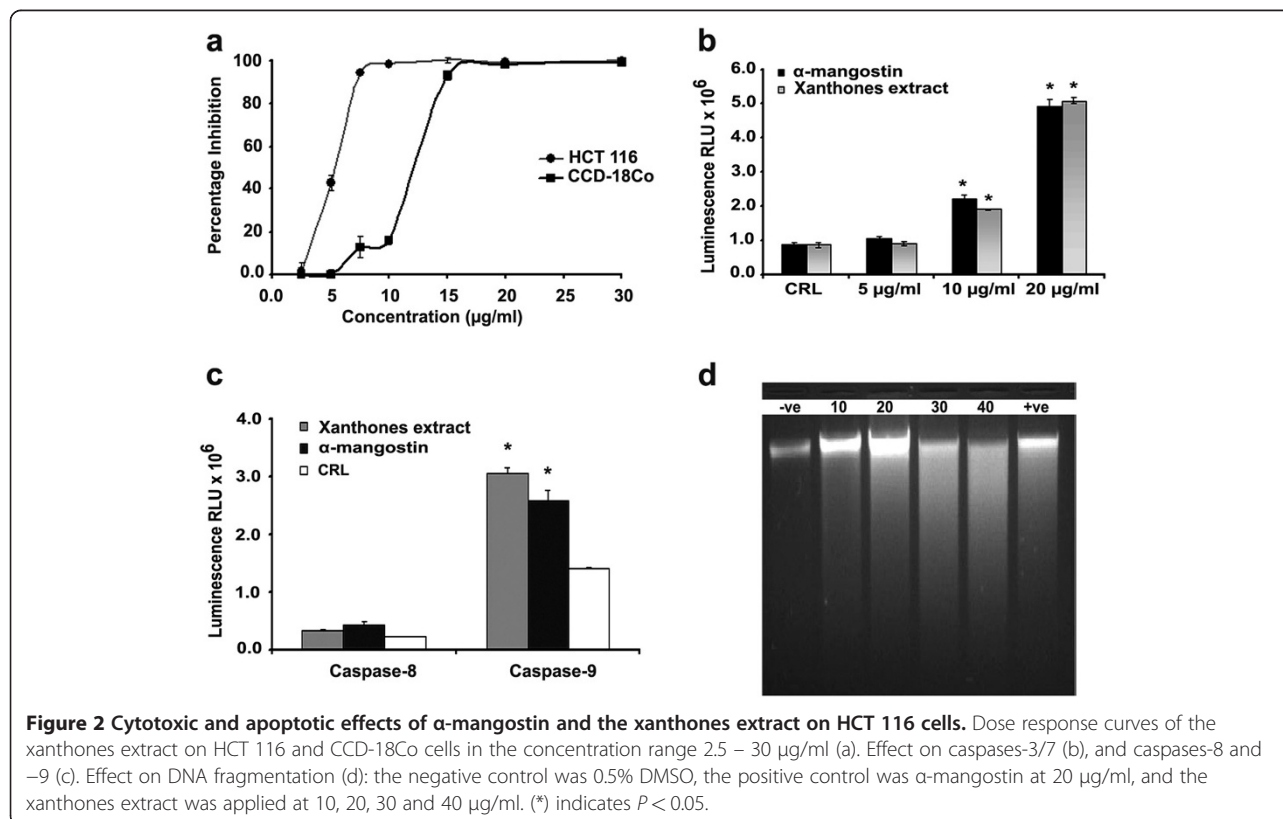 a
100
80
60
40
20
0.0
0.0
5
10
15
20
25
30
Percentage Inhibition
Concentration (µg/ml)
HCT 116
CCD-18Co
b
6.0
5.0
4.0
3.0
2.0
1.0
0.0
Luminescence RLU x 10⁶
α-mangostin
Xanthones extract
* *
* *
CRL 5 µg/ml 10 µg/ml 20 µg/ml
c
4.0
3.0
2.0
1.0
0.0
Luminescence RLU x 10⁶
Xanthones extract
α-mangostin
CRL
* *
Caspase-8 Caspase-9
d
-ve 10 20 30 40 +ve
Figure 2 Cytotoxic and apoptotic effects of α-mangostin and the xanthones extract on HCT 116 cells. Dose response curves of the
xanthones extract on HCT 116 and CCD-18Co cells in the concentration range 2.5 – 30 µg/ml (a). Effect on caspases-3/7 (b), and caspases-8 and
−9 (c). Effect on DNA fragmentation (d): the negative control was 0.5% DMSO, the positive control was α-mangostin at 20 µg/ml, and the
xanthones extract was applied at 10, 20, 30 and 40 µg/ml. (*) indicates P < 0.05.